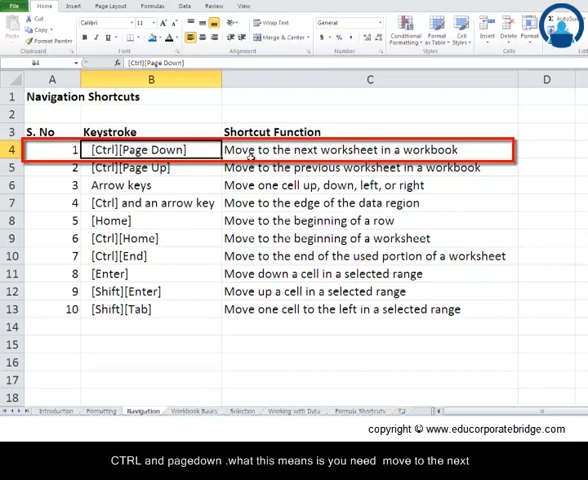 File Home Insert Page Layout Formulas Data Review View
Cut
Copy
Format Painter
Clipboard
Calibri 11
Font
Wrap Text
Merge & Center
Alignment
General
Number
Conditional Formatting Format as Table Cell Styles
Styles
Insert Delete Format
Cells
B4 [Ctrl][Page Down]
A B C D E
1 Navigation Shortcuts
2
3 S. No Keystroke Shortcut Function
4 1 [Ctrl][Page Down] Move to the next worksheet in a workbook
5 2 [Ctrl][Page Up] Move to the previous worksheet in a workbook
6 3 Arrow keys Move one cell up, down, left, or right
7 4 [Ctrl] and an arrow key Move to the edge of the data region
8 5 [Home] Move to the beginning of a row
9 6 [Ctrl][Home] Move to the beginning of a worksheet
10 7 [Ctrl][End] Move to the end of the used portion of a worksheet
11 8 [Enter] Move down a cell in a selected range
12 9 [Shift][Enter] Move up a cell in a selected range
13 10 [Shift][Tab] Move one cell to the left in a selected range
14
15
16
17
18
Introduction Formatting Navigation Workbook Basics Selection Working with Data Formula Shortcuts
copyright © www.educorporatebridge.com
CTRL and pagedown .what this means is you need move to the next